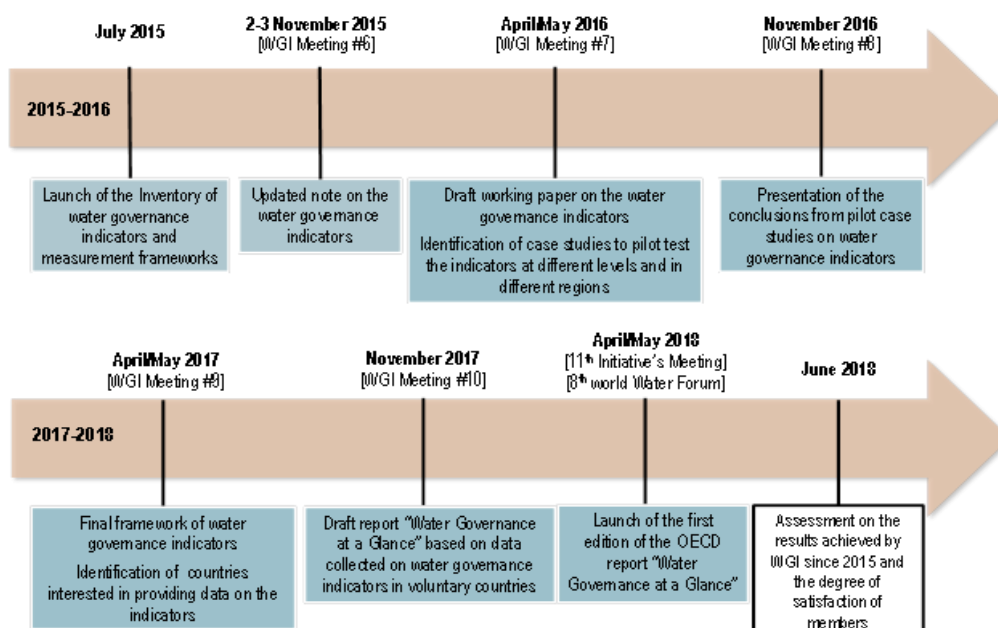 July 2015
2-3 November 2015
[WGI Meeting #6]
April/May 2016
[WGI Meeting #7]
November 2016
[WGI Meeting #8]
2015-2016
Launch of the Inventory of
water governance
indicators and
measurement frameworks
Updated note on the
water governance
indicators
Draft working paper on the water
governance indicators
Identification of case studies to pilot test
the indicators at different levels and in
different regions
Presentation of the
conclusions from pilot case
studies on water
governance indicators
April/May 2017
[WGI Meeting #9]
November 2017
[WGI Meeting #10]
April/May 2018
[11th Initiative's Meeting]
[8th world Water Forum]
June 2018
2017-2018
Final framework of water
governance indicators
Identification of countries
interested in providing data on the
indicators
Draft report "Water Governance
at a Glance" based on data
collected on water governance
indicators in voluntary countries
Launch of the first
edition of the OECD
report "Water
Governance at a Glance"
Assessment on the
results achieved by
WGI since 2015 and
the degree of
satisfaction of
members